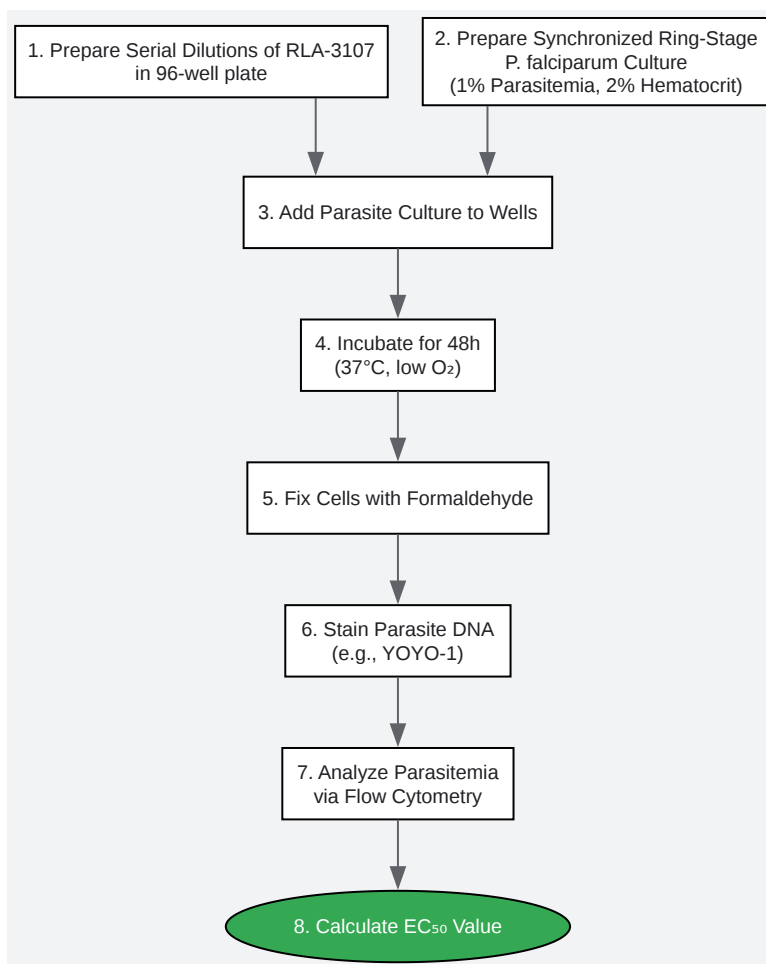 1. Prepare Serial Dilutions of RLA-3107
in 96-well plate
2. Prepare Synchronized Ring-Stage
P. falciparum Culture
(1% Parasitemia, 2% Hematocrit)
3. Add Parasite Culture to Wells
4. Incubate for 48h
(37°C, low O₂)
5. Fix Cells with Formaldehyde
6. Stain Parasite DNA
(e.g., YOYO-1)
7. Analyze Parasitemia
via Flow Cytometry
8. Calculate EC₅₀ Value